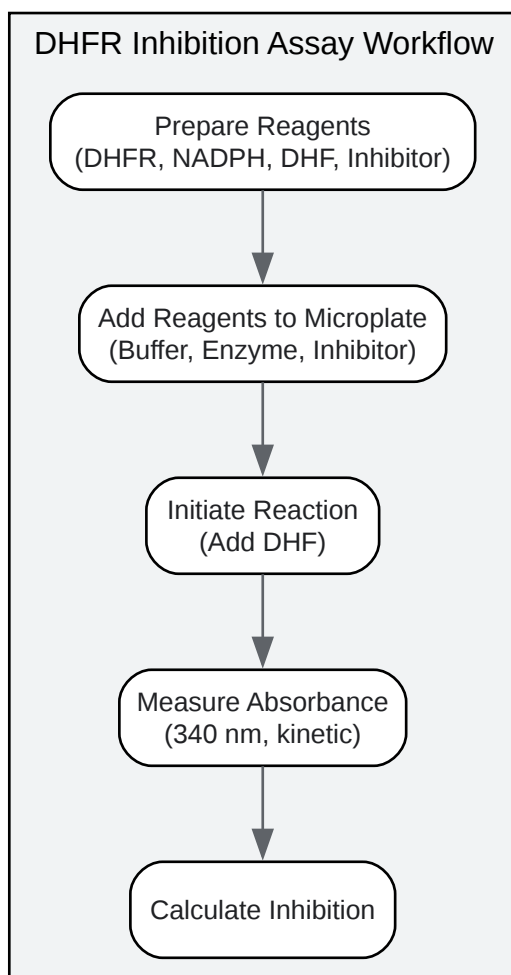 DHFR Inhibition Assay Workflow
Prepare Reagents
(DHFR, NADPH, DHF, Inhibitor)
Add Reagents to Microplate
(Buffer, Enzyme, Inhibitor)
Initiate Reaction
(Add DHF)
Measure Absorbance
(340 nm, kinetic)
Calculate Inhibition